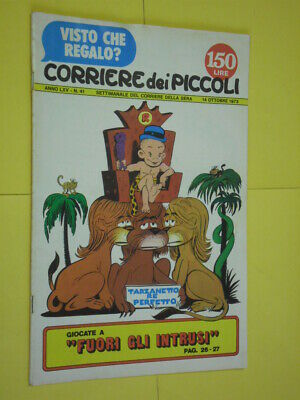 VISTO CHE
REGALO?
150
LIRE
CORRIERE dei PICCOLI
ANNO LXV - N. 41
SETTIMANALE DEL CORRIERE DELLA SERA
14 OTTOBRE 1973
R
TARZANETTO
RE
PERFETTO
GIOCATE A
"FUORI GLI INTRUSI"
PAG. 26 - 27